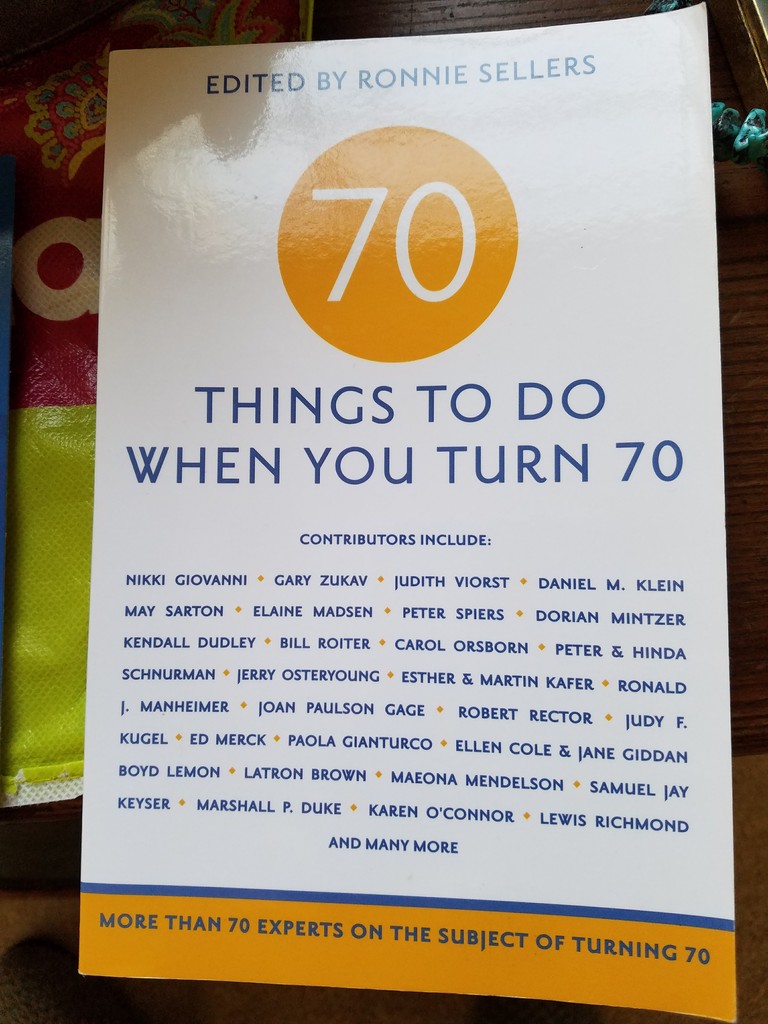 EDITED BY RONNIE SELLERS
70
THINGS TO DO
WHEN YOU TURN 70
CONTRIBUTORS INCLUDE:
NIKKI GIOVANNI • GARY ZUKAV • JUDITH VIORST • DANIEL M. KLEIN
MAY SARTON • ELAINE MADSEN • PETER SPIERS • DORIAN MINTZER
KENDALL DUDLEY • BILL ROITER • CAROL ORSBORN • PETER & HINDA
SCHNURMAN • JERRY OSTERYOUNG • ESTHER & MARTIN KAFER • RONALD
J. MANHEIMER • JOAN PAULSON GAGE • ROBERT RECTOR • JUDY F.
KUGEL • ED MERCK • PAOLA GIANTURCO • ELLEN COLE & JANE GIDDAN
BOYD LEMON • LATRON BROWN • MAEONA MENDELSON • SAMUEL JAY
KEYSER • MARSHALL P. DUKE • KAREN O'CONNOR • LEWIS RICHMOND
AND MANY MORE
MORE THAN 70 EXPERTS ON THE SUBJECT OF TURNING 70